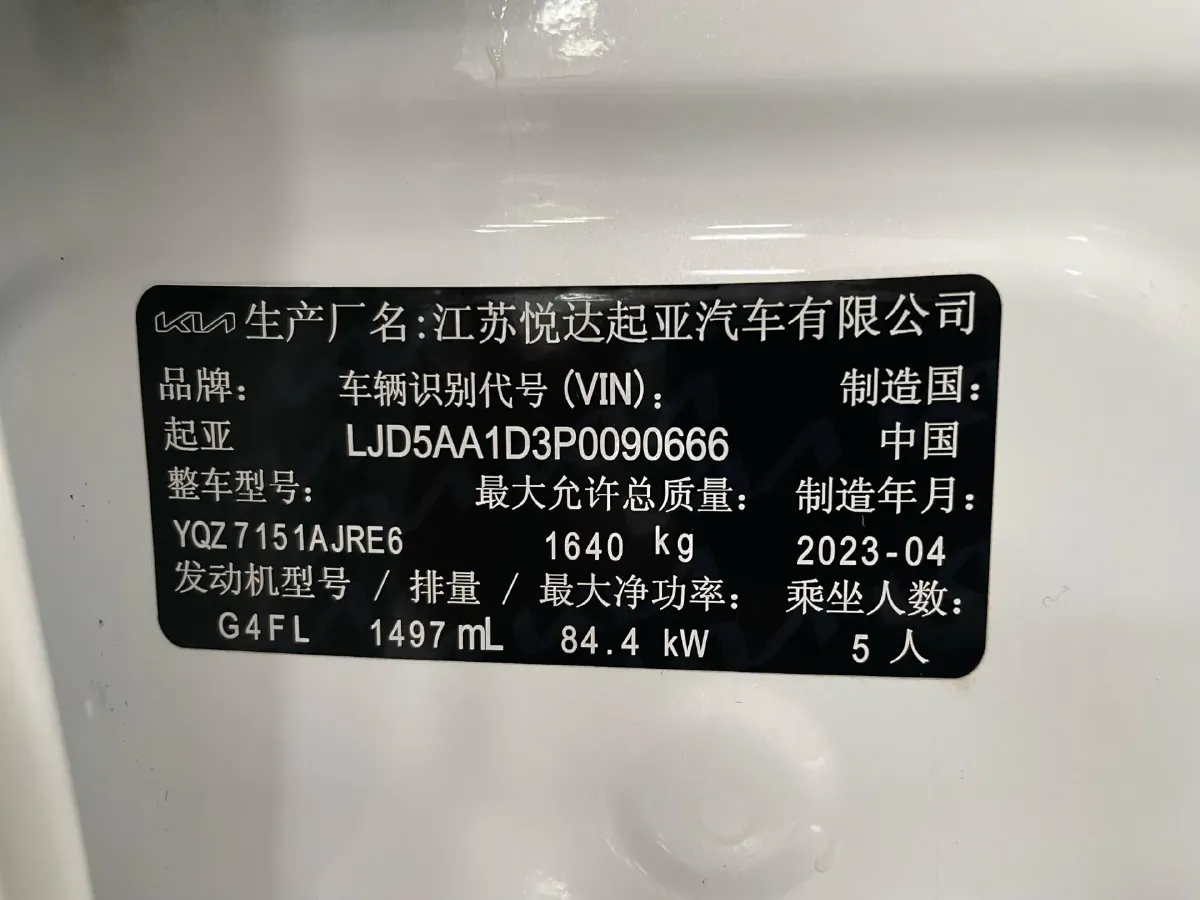 KIA 生产厂名:江苏悦达起亚汽车有限公司
品牌: 车辆识别代号(VIN): 制造国:
起亚 LJD5AA1D3P0090666 中国
整车型号: 最大允许总质量: 制造年月:
YQZ7151AJRE6 1640 kg 2023-04
发动机型号 / 排量 / 最大净功率: 乘坐人数:
G4FL 1497 mL 84.4 kW 5 人